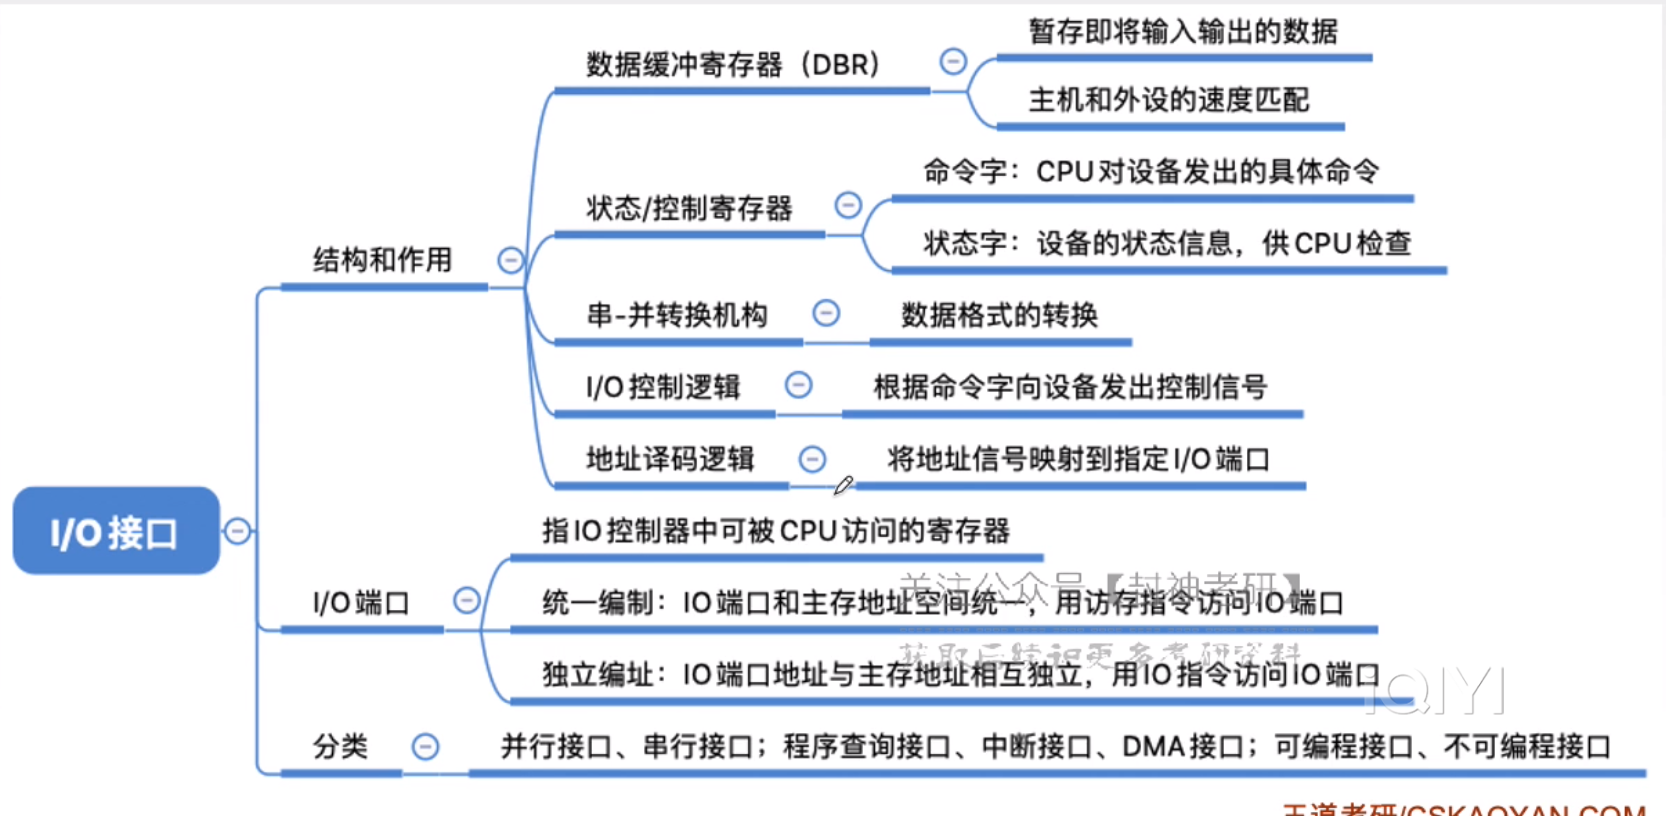 数据缓冲寄存器（DBR）
暂存即将输入输出的数据
主机和外设的速度匹配
状态/控制寄存器
命令字：CPU对设备发出的具体命令
状态字：设备的状态信息，供CPU检查
结构和作用
串-并转换机构
数据格式的转换
I/O控制逻辑
根据命令字向设备发出控制信号
地址译码逻辑
将地址信号映射到指定I/O端口
I/O接口
指IO控制器中可被CPU访问的寄存器
关注公众号【封神考研】
I/O端口
统一编制：IO端口和主存地址空间统一，用访存指令访问IO端口
获取后续和更多考研资料
独立编址：IO端口地址与主存地址相互独立，用IO指令访问IO端口
iQIYI
分类
并行接口、串行接口；程序查询接口、中断接口、DMA接口；可编程接口、不可编程接口
王道考研/CSKAOYAN.COM